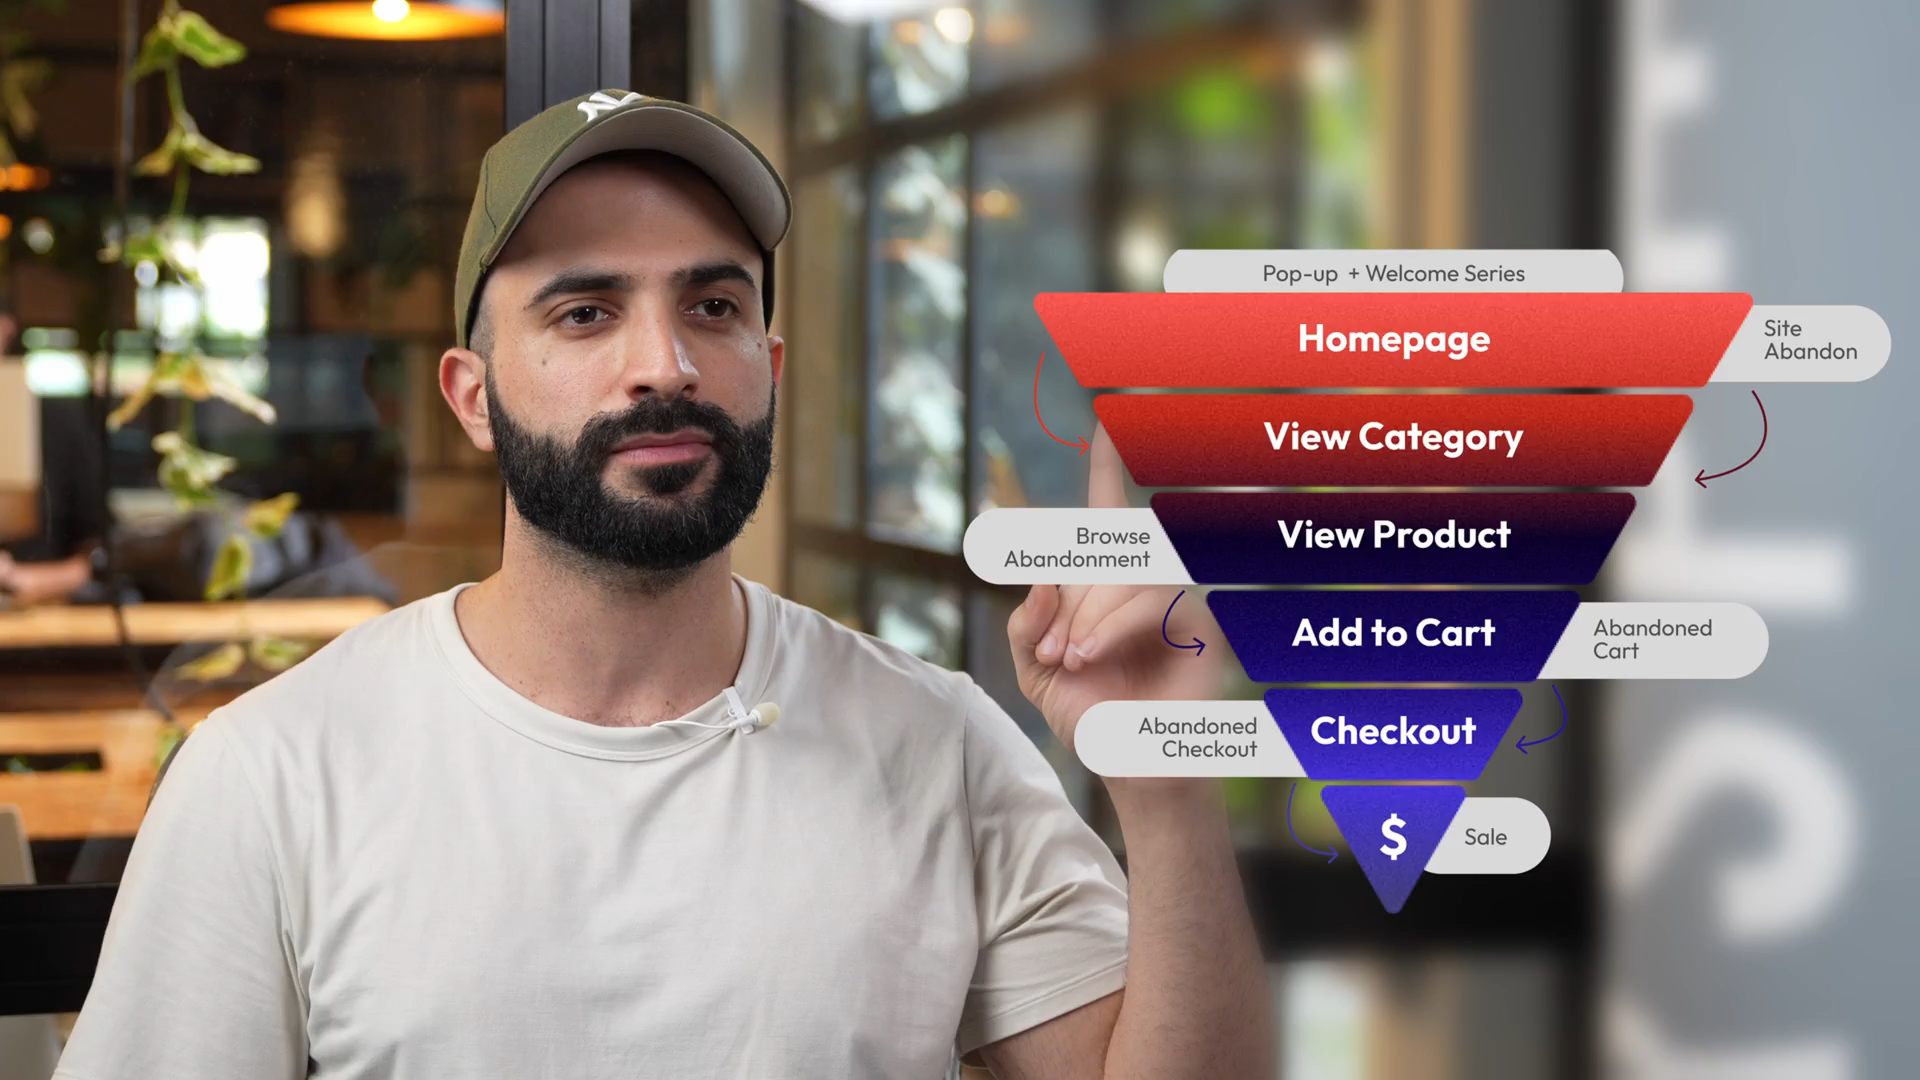 NY
Pop-up + Welcome Series
Homepage
Site
Abandon
View Category
View Product
Browse
Abandonment
Add to Cart
Abandoned
Cart
Checkout
Abandoned
Checkout
$
Sale